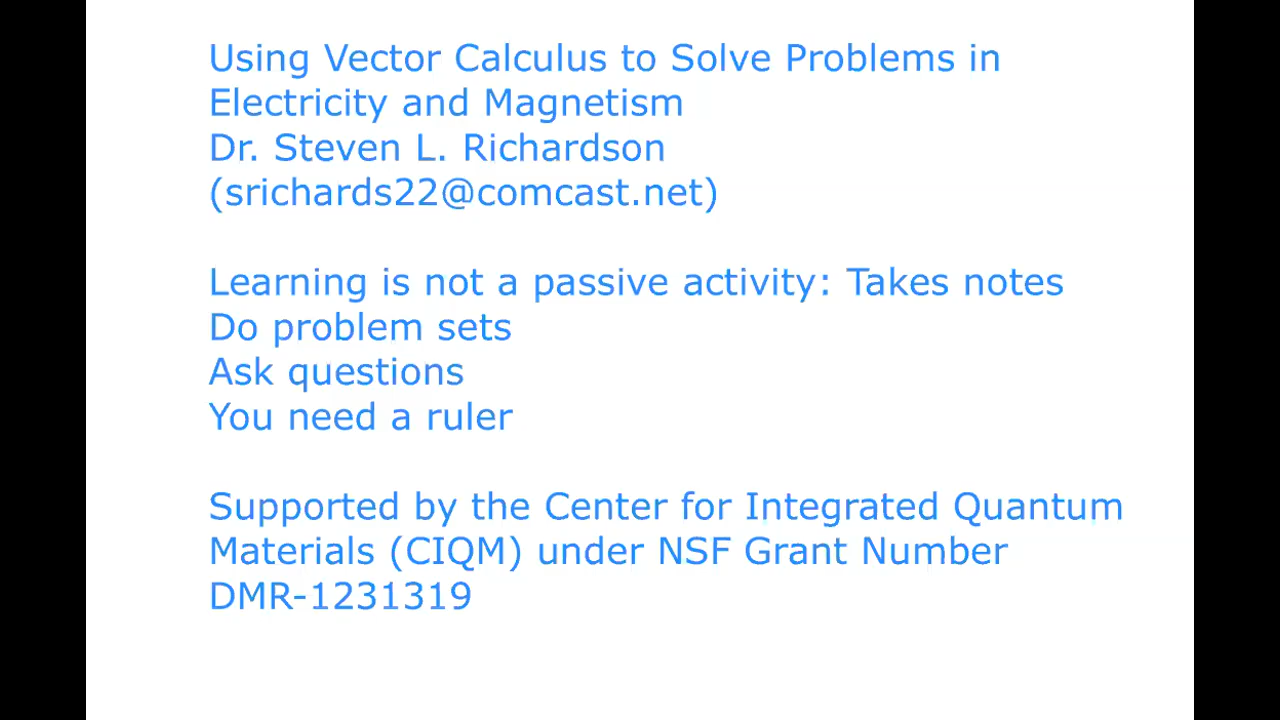 Using Vector Calculus to Solve Problems in
Electricity and Magnetism
Dr. Steven L. Richardson
(srichards22@comcast.net)
Learning is not a passive activity: Takes notes
Do problem sets
Ask questions
You need a ruler
Supported by the Center for Integrated Quantum
Materials (CIQM) under NSF Grant Number
DMR-1231319